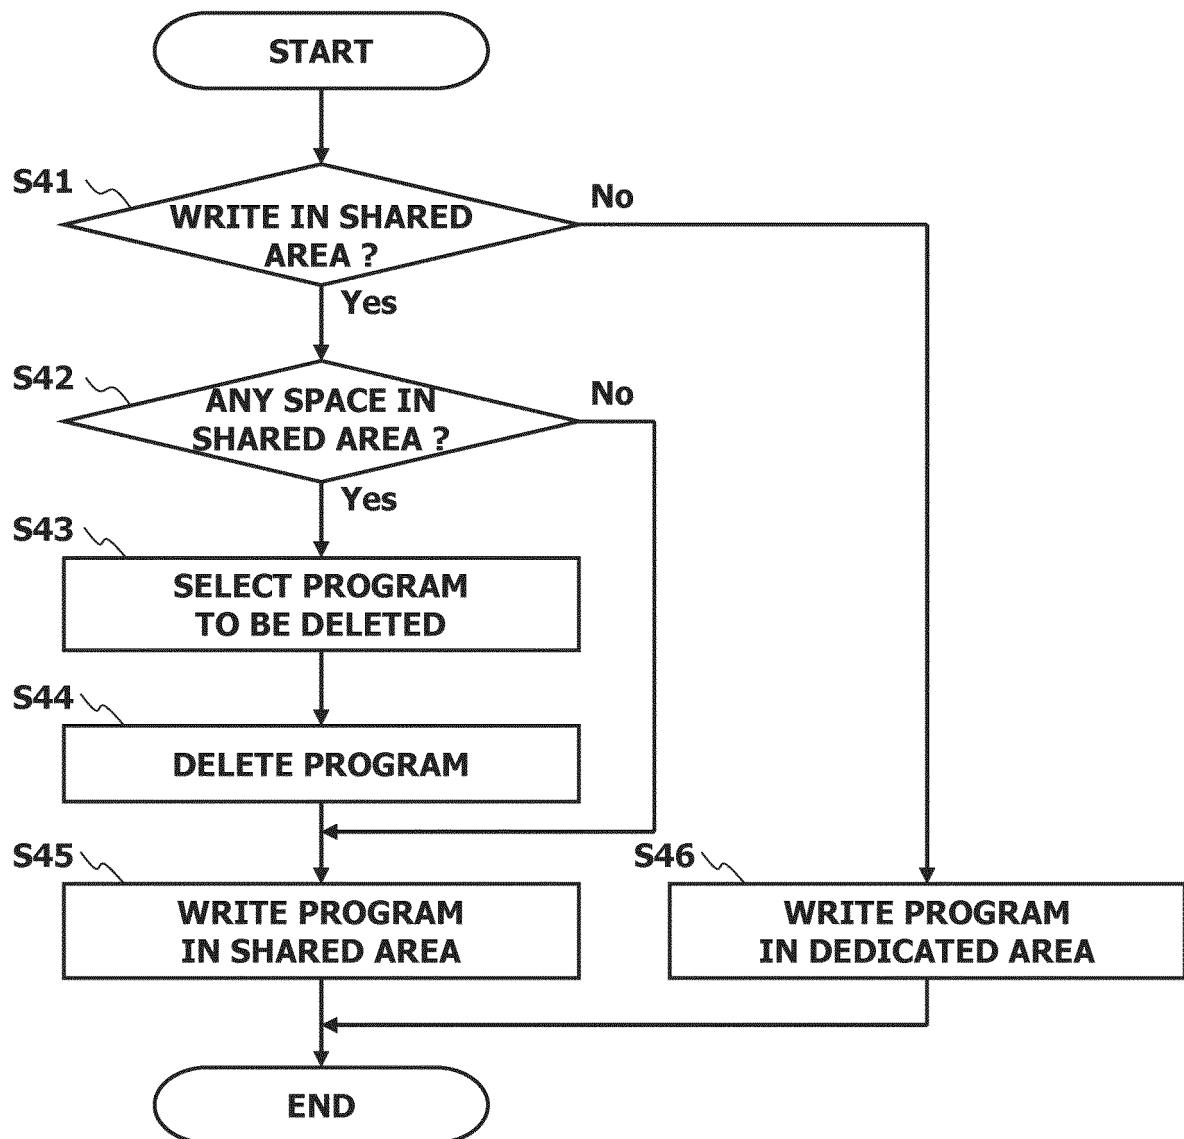 START
S41
WRITE IN SHARED
AREA ?
No
Yes
S42
ANY SPACE IN
SHARED AREA ?
No
Yes
S43
SELECT PROGRAM
TO BE DELETED
S44
DELETE PROGRAM
S45
WRITE PROGRAM
IN SHARED AREA
S46
WRITE PROGRAM
IN DEDICATED AREA
END